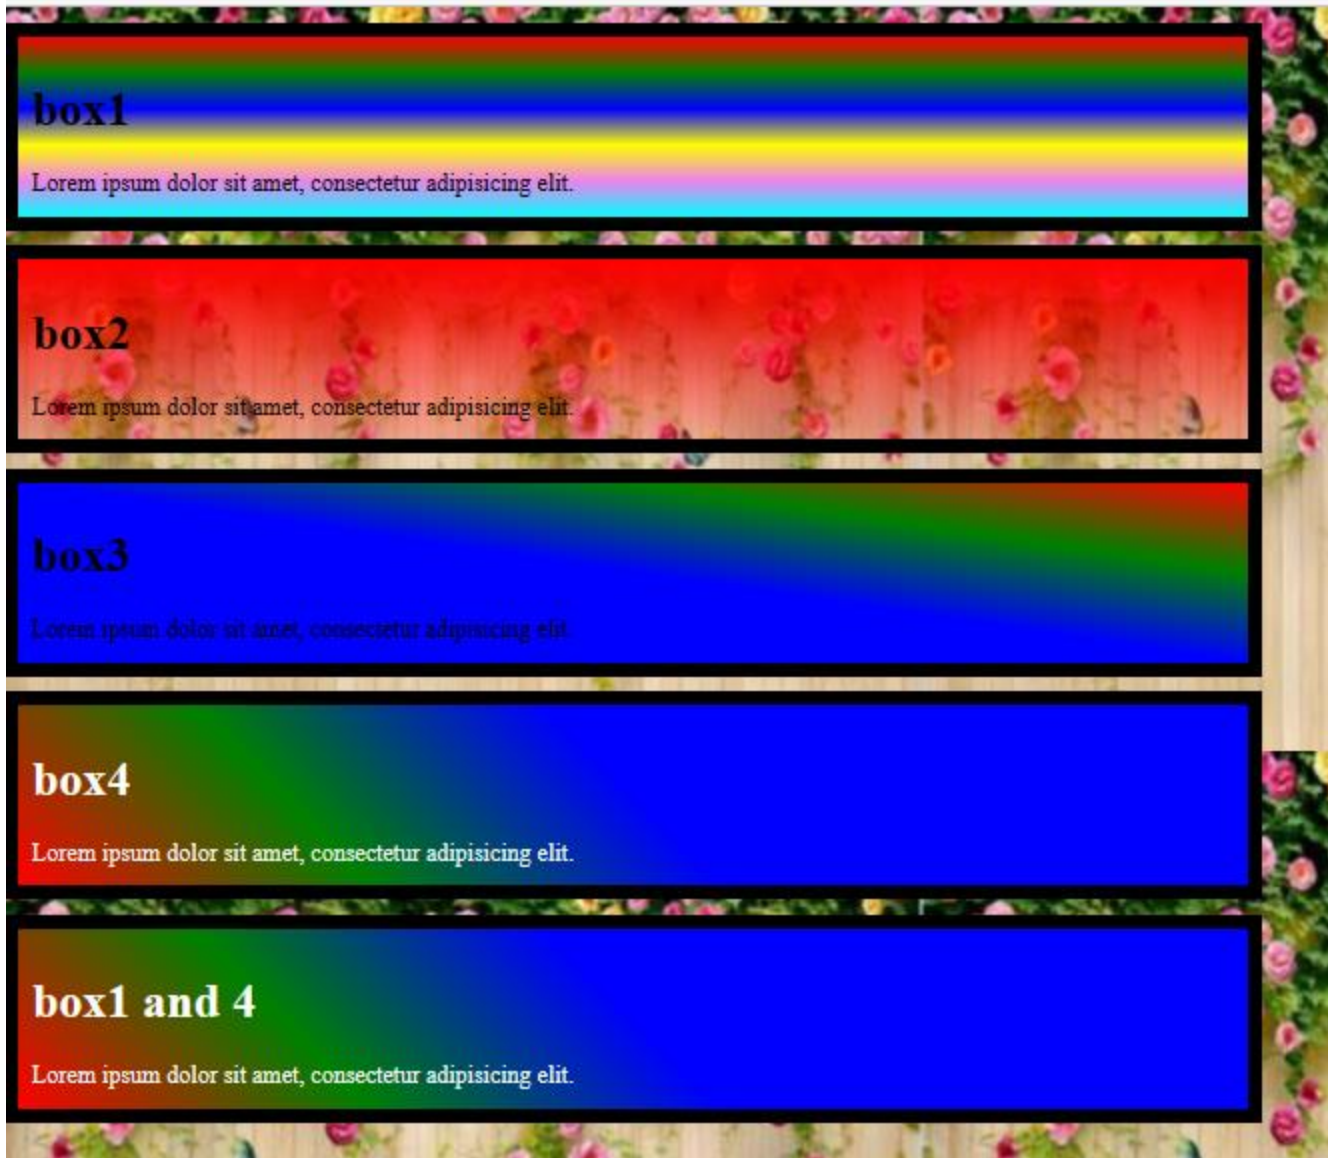 box1
Lorem ipsum dolor sit amet, consectetur adipisicing elit.
box2
Lorem ipsum dolor sit amet, consectetur adipisicing elit.
box3
Lorem ipsum dolor sit amet, consectetur adipisicing elit.
box4
Lorem ipsum dolor sit amet, consectetur adipisicing elit.
box1 and 4
Lorem ipsum dolor sit amet, consectetur adipisicing elit.